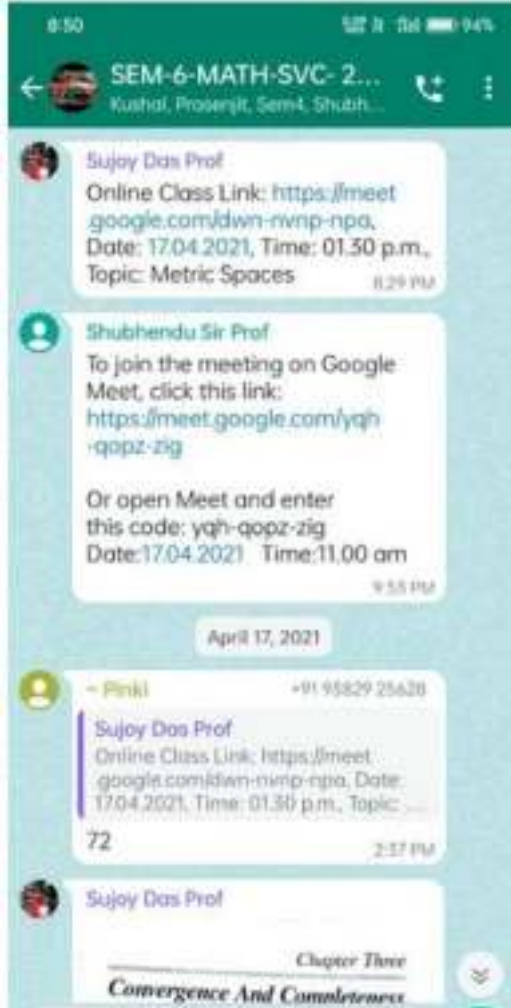 8:50
94%
SEM-6-MATH-SVC- 2...
Kushal, Prosenjit, Sem4, Shubh...
Sujoy Das Prof
Online Class Link: https://meet
.google.com/dwn-nvnp-npa,
Date: 17.04.2021, Time: 01.30 p.m.,
Topic: Metric Spaces
8:29 PM
Shubhendu Sir Prof
To join the meeting on Google
Meet, click this link:
https://meet.google.com/yqh
-qopz-zig
Or open Meet and enter
this code: yqh-qopz-zig
Date:17.04.2021 Time:11.00 am
9:55 PM
April 17, 2021
~ Pinki +91 95829 25628
Sujoy Das Prof
Online Class Link: https://meet
.google.com/dwn-nvnp-npa, Date:
17.04.2021, Time: 01.30 p.m., Topic: ...
72
2:37 PM
Sujoy Das Prof
Chapter Three
Convergence And Completeness